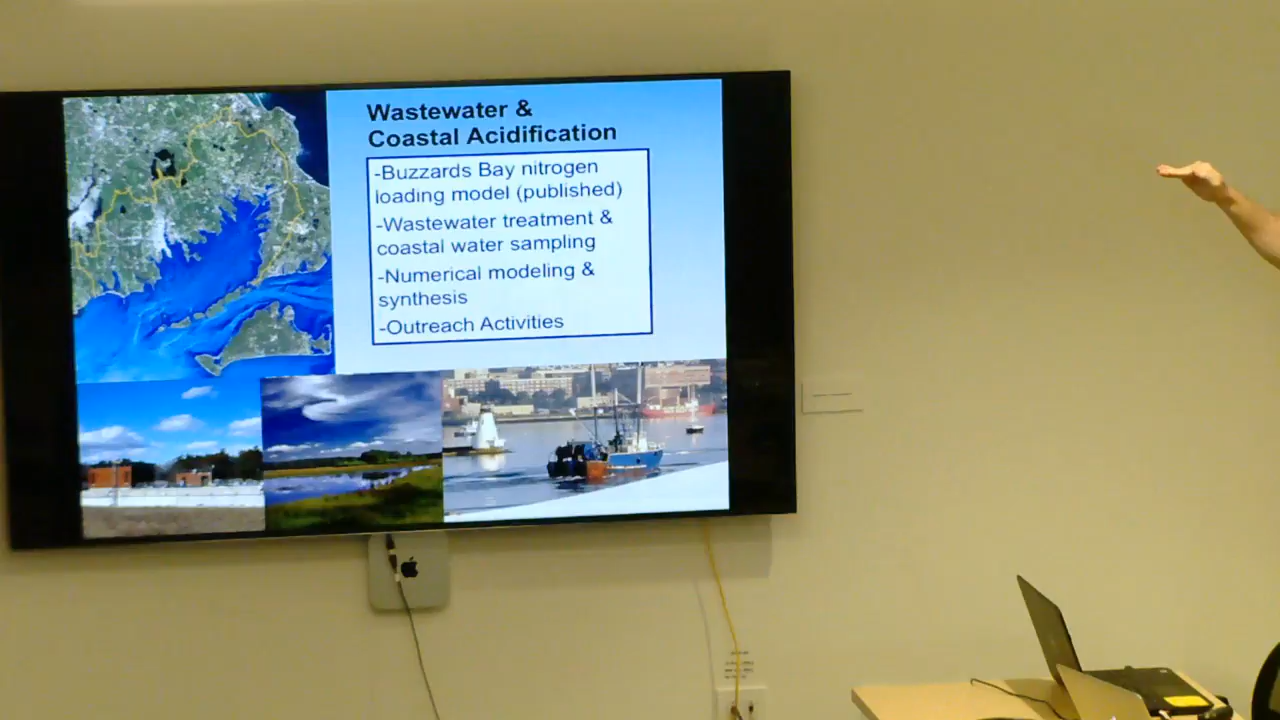 Wastewater &
Coastal Acidification
-Buzzards Bay nitrogen
loading model (published)
-Wastewater treatment &
coastal water sampling
-Numerical modeling &
synthesis
-Outreach Activities